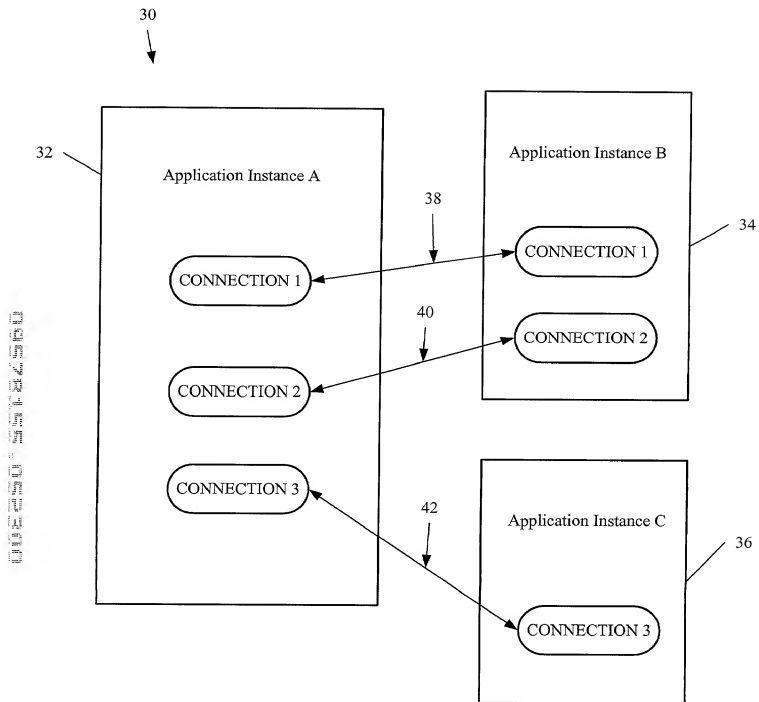 30
32
Application Instance A
Application Instance B
38
34
CONNECTION 1
CONNECTION 1
40
CONNECTION 2
CONNECTION 2
CONNECTION 3
42
Application Instance C
36
CONNECTION 3